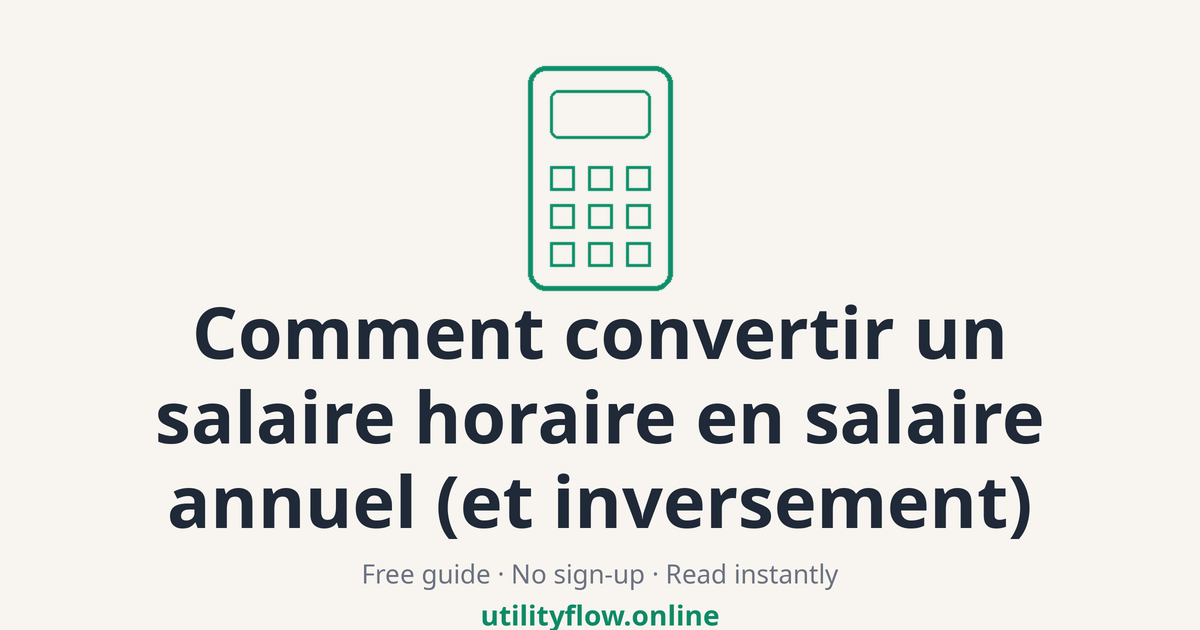 Comment convertir un
salaire horaire en salaire
annuel (et inversement)
Free guide · No sign-up · Read instantly
utilityflow.online